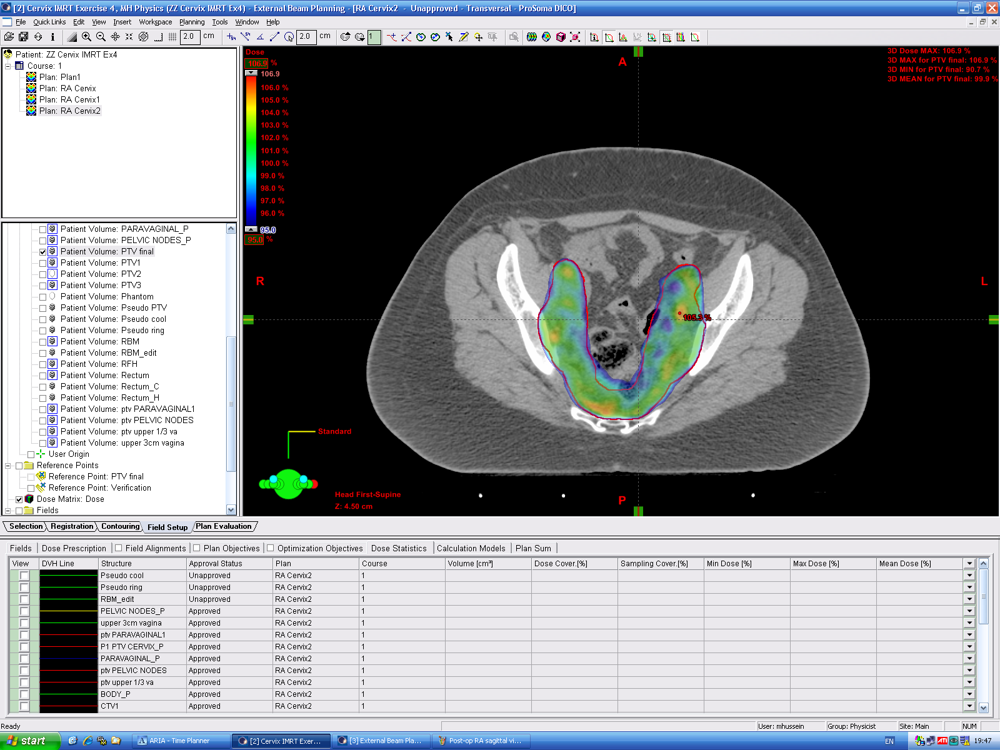 [2] Cervix IMRT Exercise 4, MH Physics (ZZ Cervix IMRT Ex4) - External Beam Planning - [RA Cervix2 - Unapproved - Transversal - ProSoma DICO]
File Quick Links Edit View Insert Workspace Planning Tools Window Help
2.0 cm 2.0 cm 1
Patient: ZZ Cervix IMRT Ex4
Course: 1
Plan: Plan1
Plan: RA Cervix
Plan: RA Cervix1
Plan: RA Cervix2
Patient Volume: PARAVAGINAL_P
Patient Volume: PELVIC NODES_P
Patient Volume: PTV final
Patient Volume: PTV1
Patient Volume: PTV2
Patient Volume: PTV3
Patient Volume: Phantom
Patient Volume: Pseudo PTV
Patient Volume: Pseudo cool
Patient Volume: Pseudo ring
Patient Volume: RBM
Patient Volume: RBM_edit
Patient Volume: RFH
Patient Volume: Rectum
Patient Volume: Rectum_C
Patient Volume: Rectum_H
Patient Volume: ptv PARAVAGINAL1
Patient Volume: ptv PELVIC NODES
Patient Volume: ptv upper 1/3 va
Patient Volume: upper 3cm vagina
User Origin
Reference Points
Reference Point: PTV final
Reference Point: Verification
Dose Matrix: Dose
Fields
Dose
106.9 %
106.9
106.0 %
105.0 %
104.0 %
103.0 %
102.0 %
101.0 %
100.0 %
99.0 %
98.0 %
97.0 %
96.0 %
95.0
95.0 %
A
3D Dose MAX: 106.9 %
3D MAX for PTV final: 106.9 %
3D MIN for PTV final: 90.7 %
3D MEAN for PTV final: 99.9 %
R
L
105.3 %
Standard
Head First-Supine
Z: 4.50 cm
P
Selection Registration Contouring Field Setup Plan Evaluation
Fields Dose Prescription Field Alignments Plan Objectives Optimization Objectives Dose Statistics Calculation Models Plan Sum
View DVH Line Structure Approval Status Plan Course Volume [cm³] Dose Cover.[%] Sampling Cover.[%] Min Dose [%] Max Dose [%] Mean Dose [%]
Pseudo cool Unapproved RA Cervix2 1
Pseudo ring Unapproved RA Cervix2 1
RBM_edit Unapproved RA Cervix2 1
PELVIC NODES_P Approved RA Cervix2 1
upper 3cm vagina Approved RA Cervix2 1
ptv PARAVAGINAL1 Approved RA Cervix2 1
P1 PTV CERVIX_P Approved RA Cervix2 1
PARAVAGINAL_P Approved RA Cervix2 1
ptv PELVIC NODES Approved RA Cervix2 1
ptv upper 1/3 va Approved RA Cervix2 1
BODY_P Approved RA Cervix2 1
CTV1 Approved RA Cervix2 1
Ready User: mhussein Group: Physicist Site: Main NUM
start ARIA - Time Planner [2] Cervix IMRT Exer... [3] External Beam Pla... Post-op RA sagittal vi... EN ATI 19:47